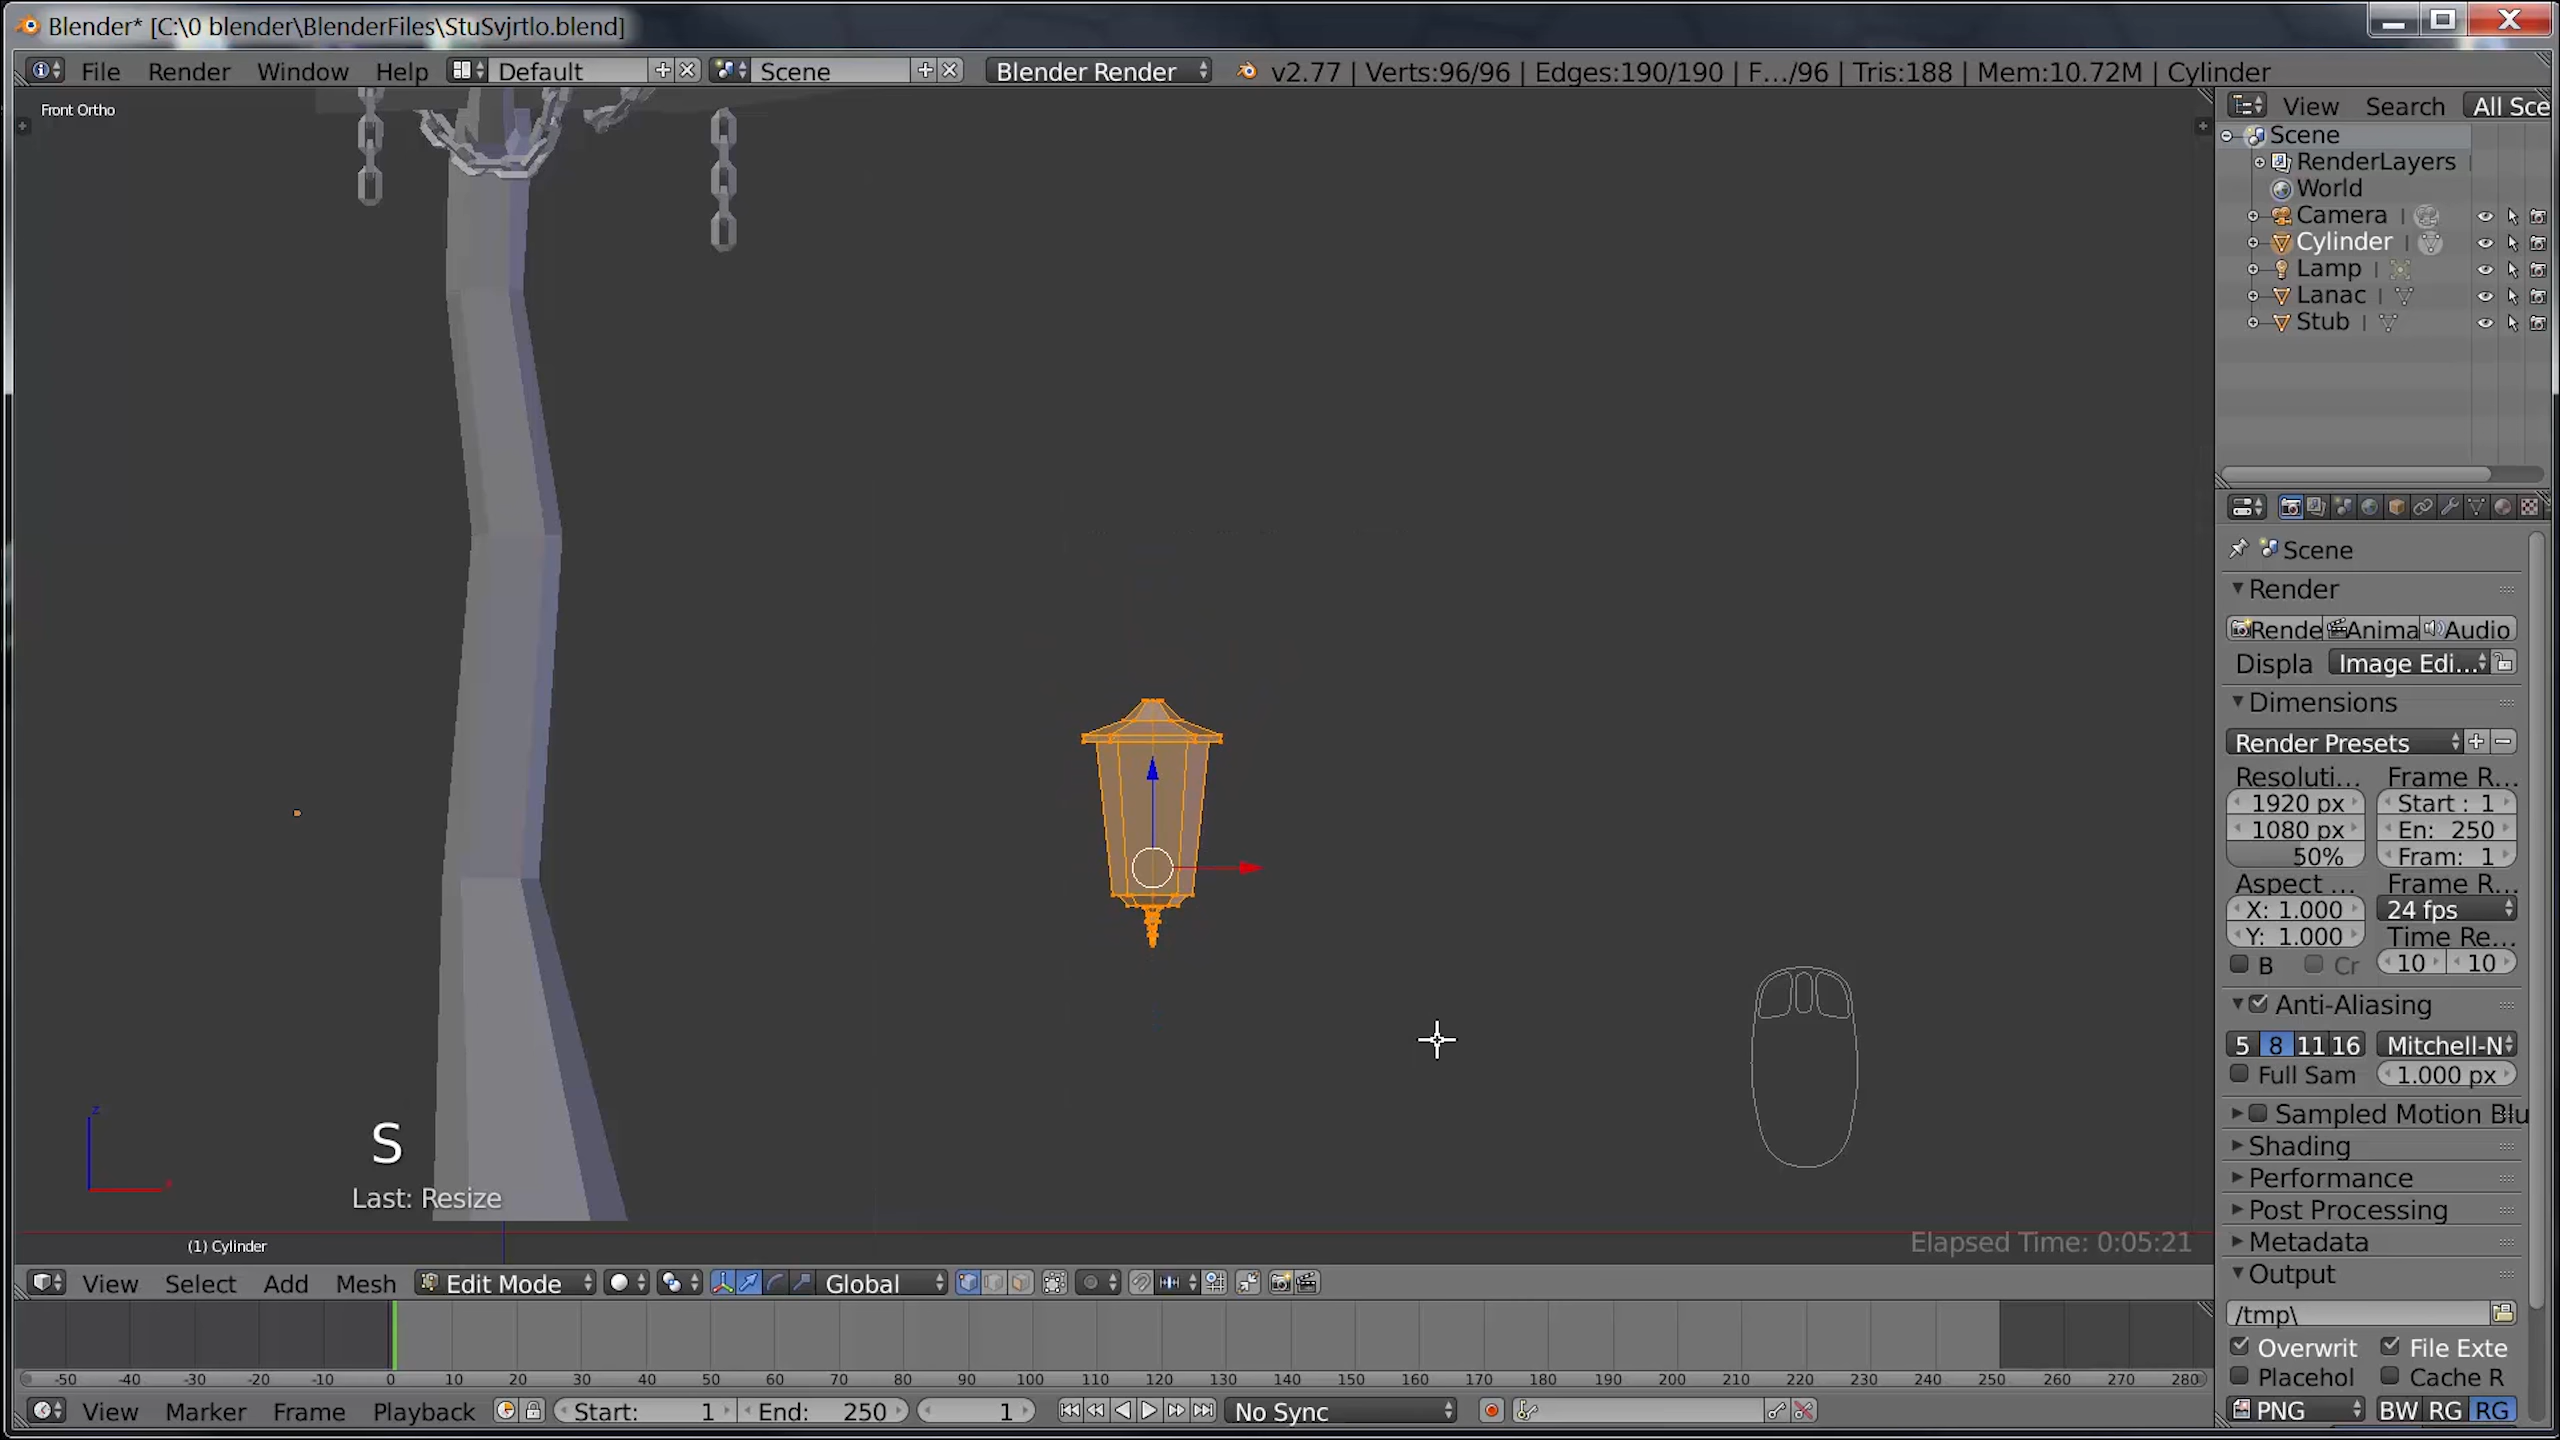 Blender* [C:\0 blender\BlenderFiles\StuSvjrtlo.blend]
File Render Window Help Default Scene Blender Render v2.77 | Verts:96/96 | Edges:190/190 | F.../96 | Tris:188 | Mem:10.72M | Cylinder
Front Ortho
View Search All Sce
Scene
RenderLayers
World
Camera
Cylinder
Lamp
Lanac
Stub
Scene
Render
Rende Anima Audio
Displa Image Edi...
Dimensions
Render Presets
Resoluti... Frame R...
1920 px Start : 1
1080 px En: 250
50% Fram: 1
Aspect ... Frame R...
X: 1.000 24 fps
Y: 1.000 Time Re...
B Cr 10 10
Anti-Aliasing
5 8 11 16 Mitchell-N
Full Sam 1.000 px
Sampled Motion Blu
Shading
Performance
Post Processing
Metadata
Output
/tmp\
Overwrit File Exte
Placehol Cache R
PNG BW RG RG
z
x
S
Last: Resize
(1) Cylinder
Elapsed Time: 0:05:21
View Select Add Mesh Edit Mode Global
-50 -40 -30 -20 -10 0 10 20 30 40 50 60 70 80 90 100 110 120 130 140 150 160 170 180 190 200 210 220 230 240 250 260 270 280
View Marker Frame Playback Start: 1 End: 250 1 No Sync